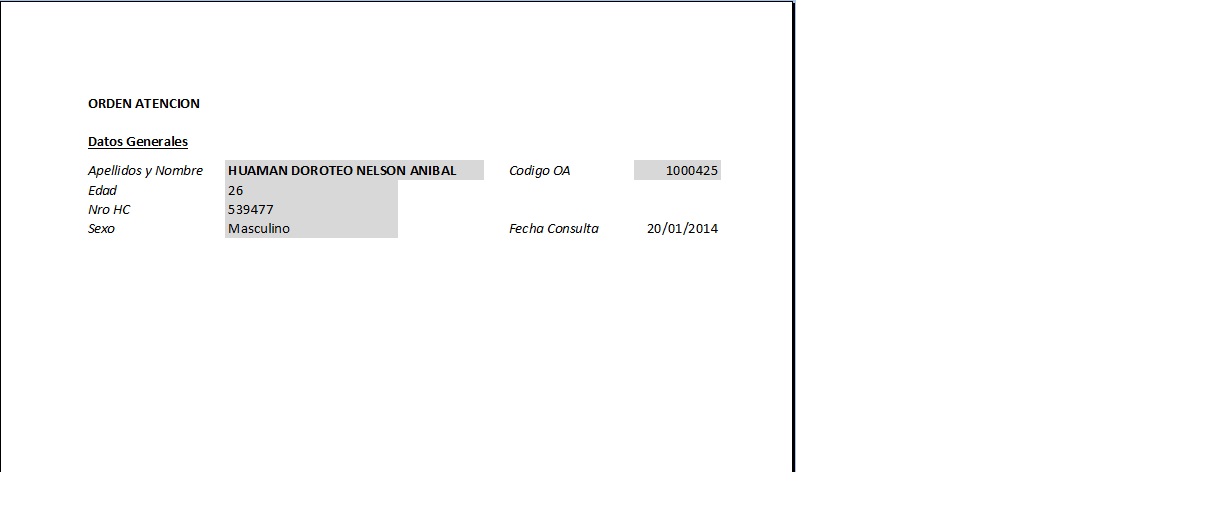 ORDEN ATENCION
Datos Generales
Apellidos y Nombre HUAMAN DOROTEO NELSON ANIBAL Codigo OA 1000425
Edad 26
Nro HC 539477
Sexo Masculino Fecha Consulta 20/01/2014